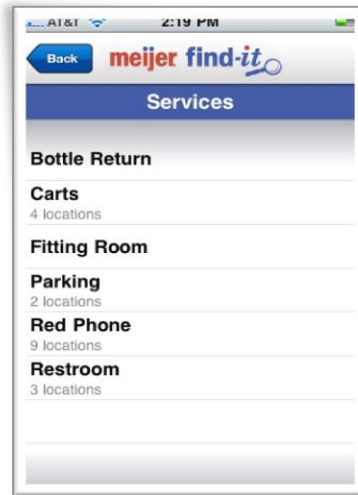 AT&T 2:19 PM
Back meijer find-it
Services
Bottle Return
Carts
4 locations
Fitting Room
Parking
2 locations
Red Phone
9 locations
Restroom
3 locations